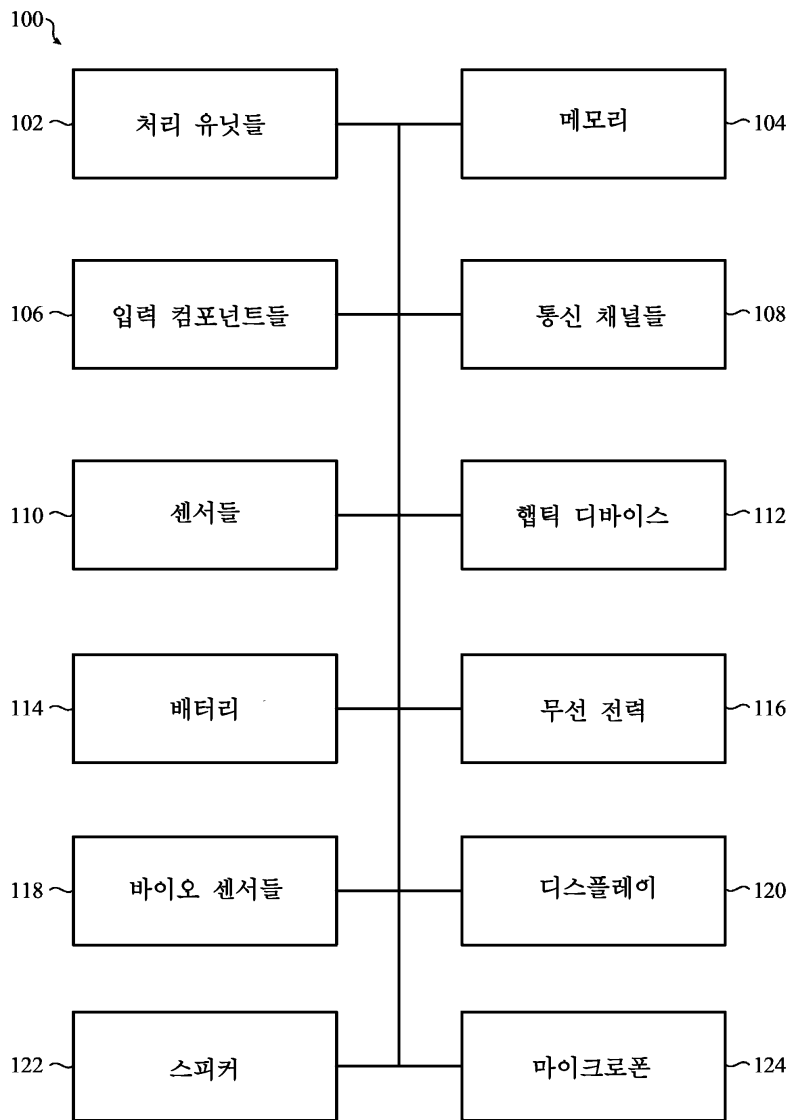 100
102 처리 유닛들 메모리 104
106 입력 컴포넌트들 통신 채널들 108
110 센서들 햅틱 디바이스 112
114 배터리 무선 전력 116
118 바이오 센서들 디스플레이 120
122 스피커 마이크로폰 124